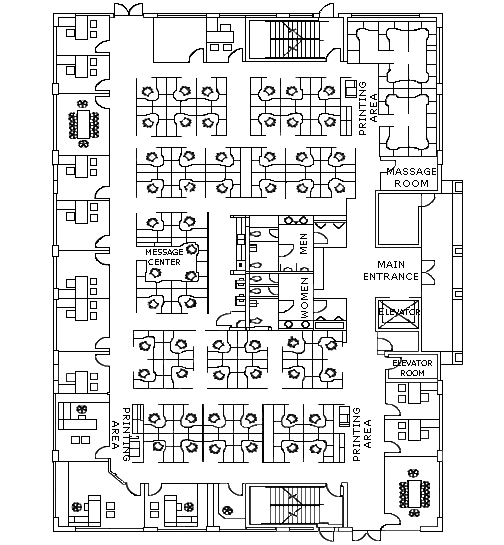 PRINTING
AREA
MASSAGE
ROOM
MEN
MESSAGE
CENTER
MAIN
ENTRANCE
WOMEN
ELEVATOR
ELEVATOR
ROOM
PRINTING
AREA
PRINTING
AREA